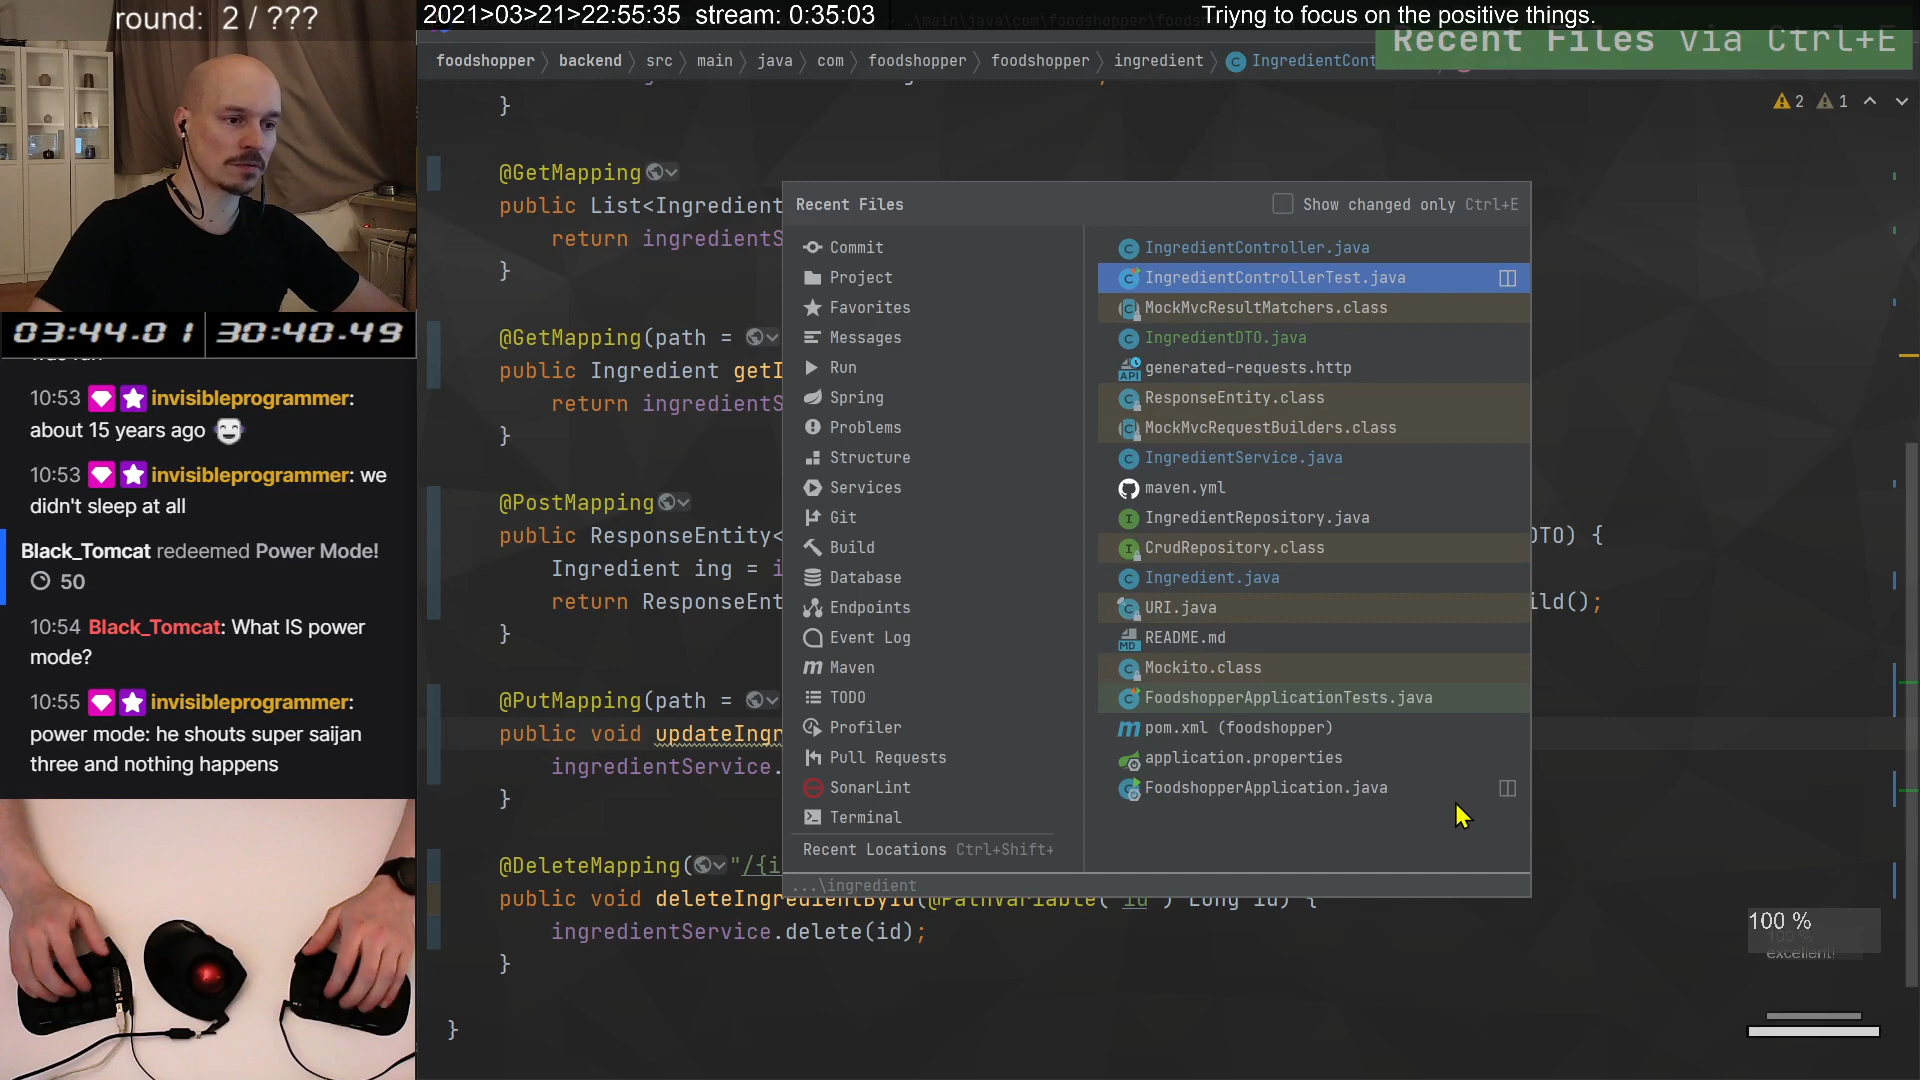 round: 2 / ???
2021>03>21>22:55:35 stream: 0:35:03
Triyng to focus on the positive things.
Recent Files via Ctrl+E
foodshopper
backend
src
main
java
com
foodshopper
foodshopper
ingredient
IngredientCont
2
1
}
@GetMapping
public List<Ingredient
return ingredientS
}
@GetMapping(path =
public Ingredient getI
return ingredientS
}
@PostMapping
public ResponseEntity<
DTO) {
Ingredient ing = i
return ResponseEnt
ild();
}
@PutMapping(path =
public void updateIngr
ingredientService.
}
@DeleteMapping("/{i
public void deleteIngredientById(@PathVariable("id") Long id) {
ingredientService.delete(id);
}
}
Recent Files
Show changed only Ctrl+E
Commit
Project
Favorites
Messages
Run
Spring
Problems
Structure
Services
Git
Build
Database
Endpoints
Event Log
Maven
TODO
Profiler
Pull Requests
SonarLint
Terminal
Recent Locations Ctrl+Shift+
IngredientController.java
IngredientControllerTest.java
MockMvcResultMatchers.class
IngredientDTO.java
generated-requests.http
ResponseEntity.class
MockMvcRequestBuilders.class
IngredientService.java
maven.yml
IngredientRepository.java
CrudRepository.class
Ingredient.java
URI.java
README.md
Mockito.class
FoodshopperApplicationTests.java
pom.xml (foodshopper)
application.properties
FoodshopperApplication.java
...\ingredient
03:44.01
30:40.49
10:53 invisibleprogrammer:
about 15 years ago
10:53 invisibleprogrammer: we
didn't sleep at all
Black_Tomcat redeemed Power Mode!
50
10:54 Black_Tomcat: What IS power
mode?
10:55 invisibleprogrammer:
power mode: he shouts super saijan
three and nothing happens
100 %
100 %
excellent!